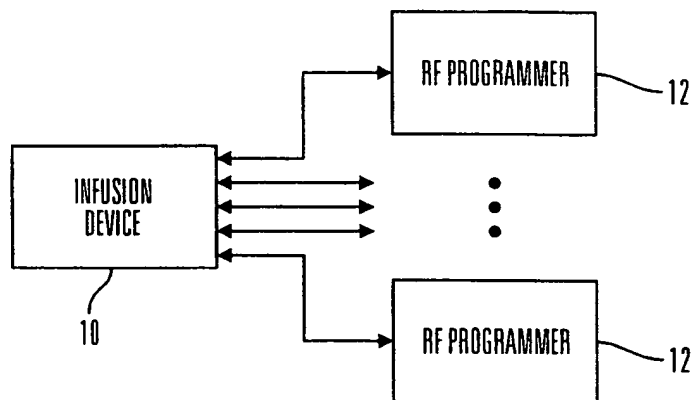 RF PROGRAMMER
12
INFUSION
DEVICE
10
RF PROGRAMMER
12